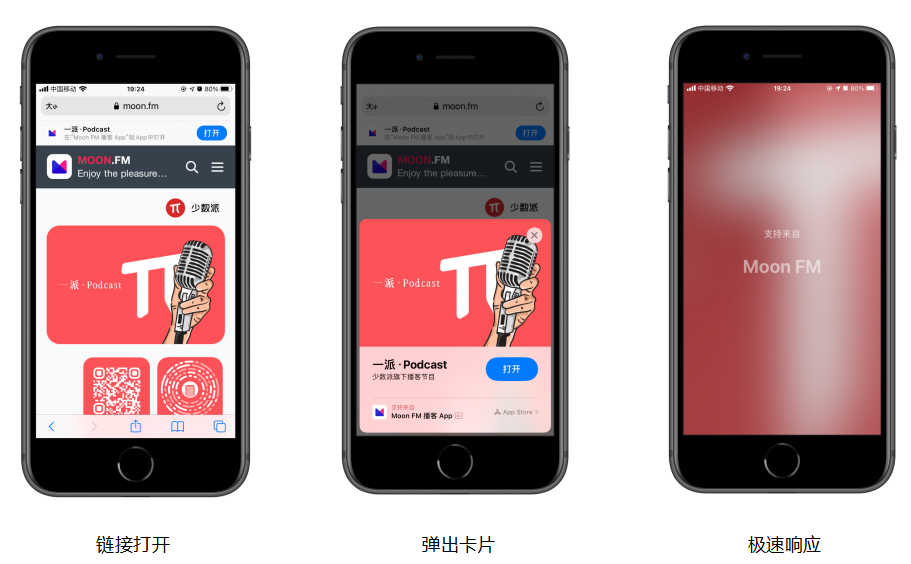 中国移动
19:24
80%
大小
moon.fm
一派·Podcast
在“Moon FM 播客 App”轻 App 中打开
打开
MOON.FM
Enjoy the pleasure...
少数派
一派·Podcast
链接打开
大小
moon.fm
一派·Podcast
在“Moon FM 播客 App”轻 App 中打开
打开
MOON.FM
Enjoy the pleasure...
少数派
一派·Podcast
一派·Podcast
少数派旗下播客节目
打开
支持来自
Moon FM 播客 App
App Store
弹出卡片
中国移动
19:24
80%
支持来自
Moon FM
极速响应